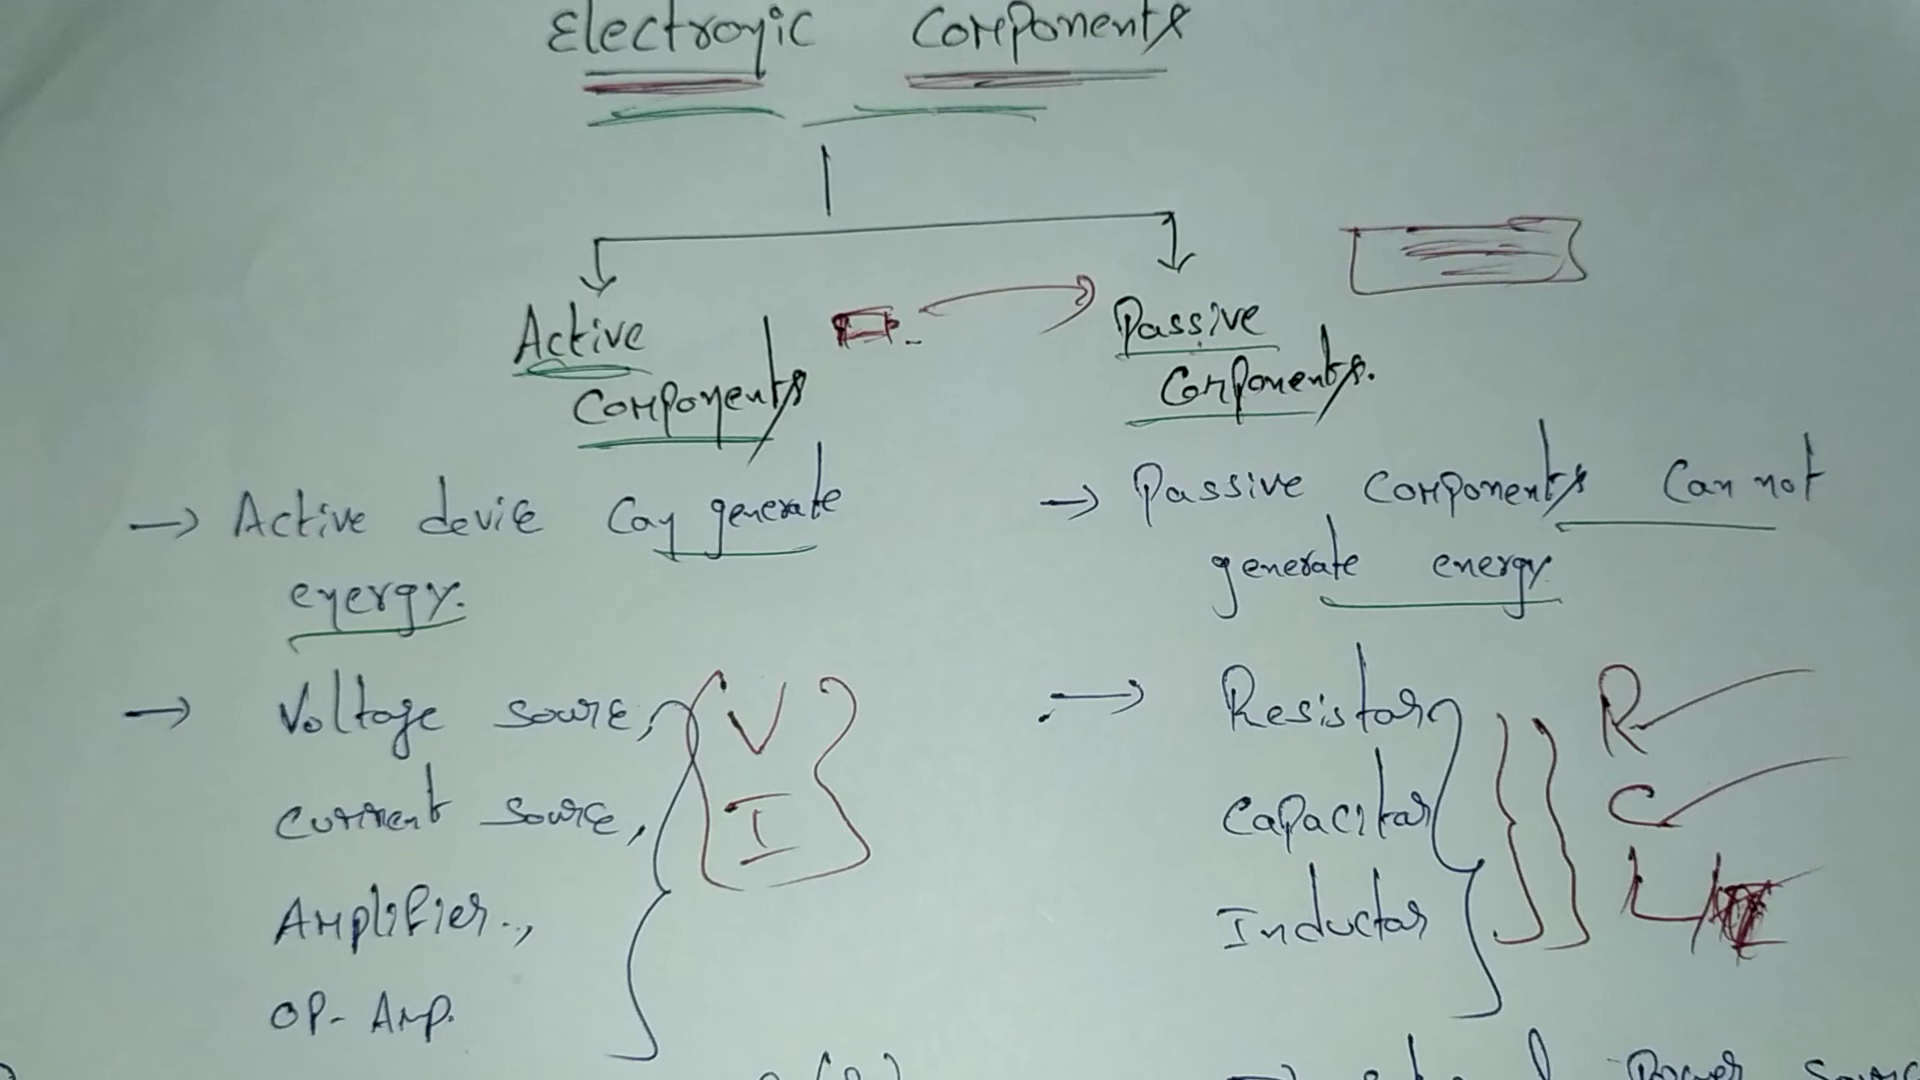 Electronic Components
Active
Components
Passive
Components.
→ Active device can generate
energy.
→ Voltage source,
current source,
Amplifier.,
OP-Amp.
V
I
→ Passive components can not
generate energy
→ Resistor
Capacitor
Inductor
R
C
L
Power